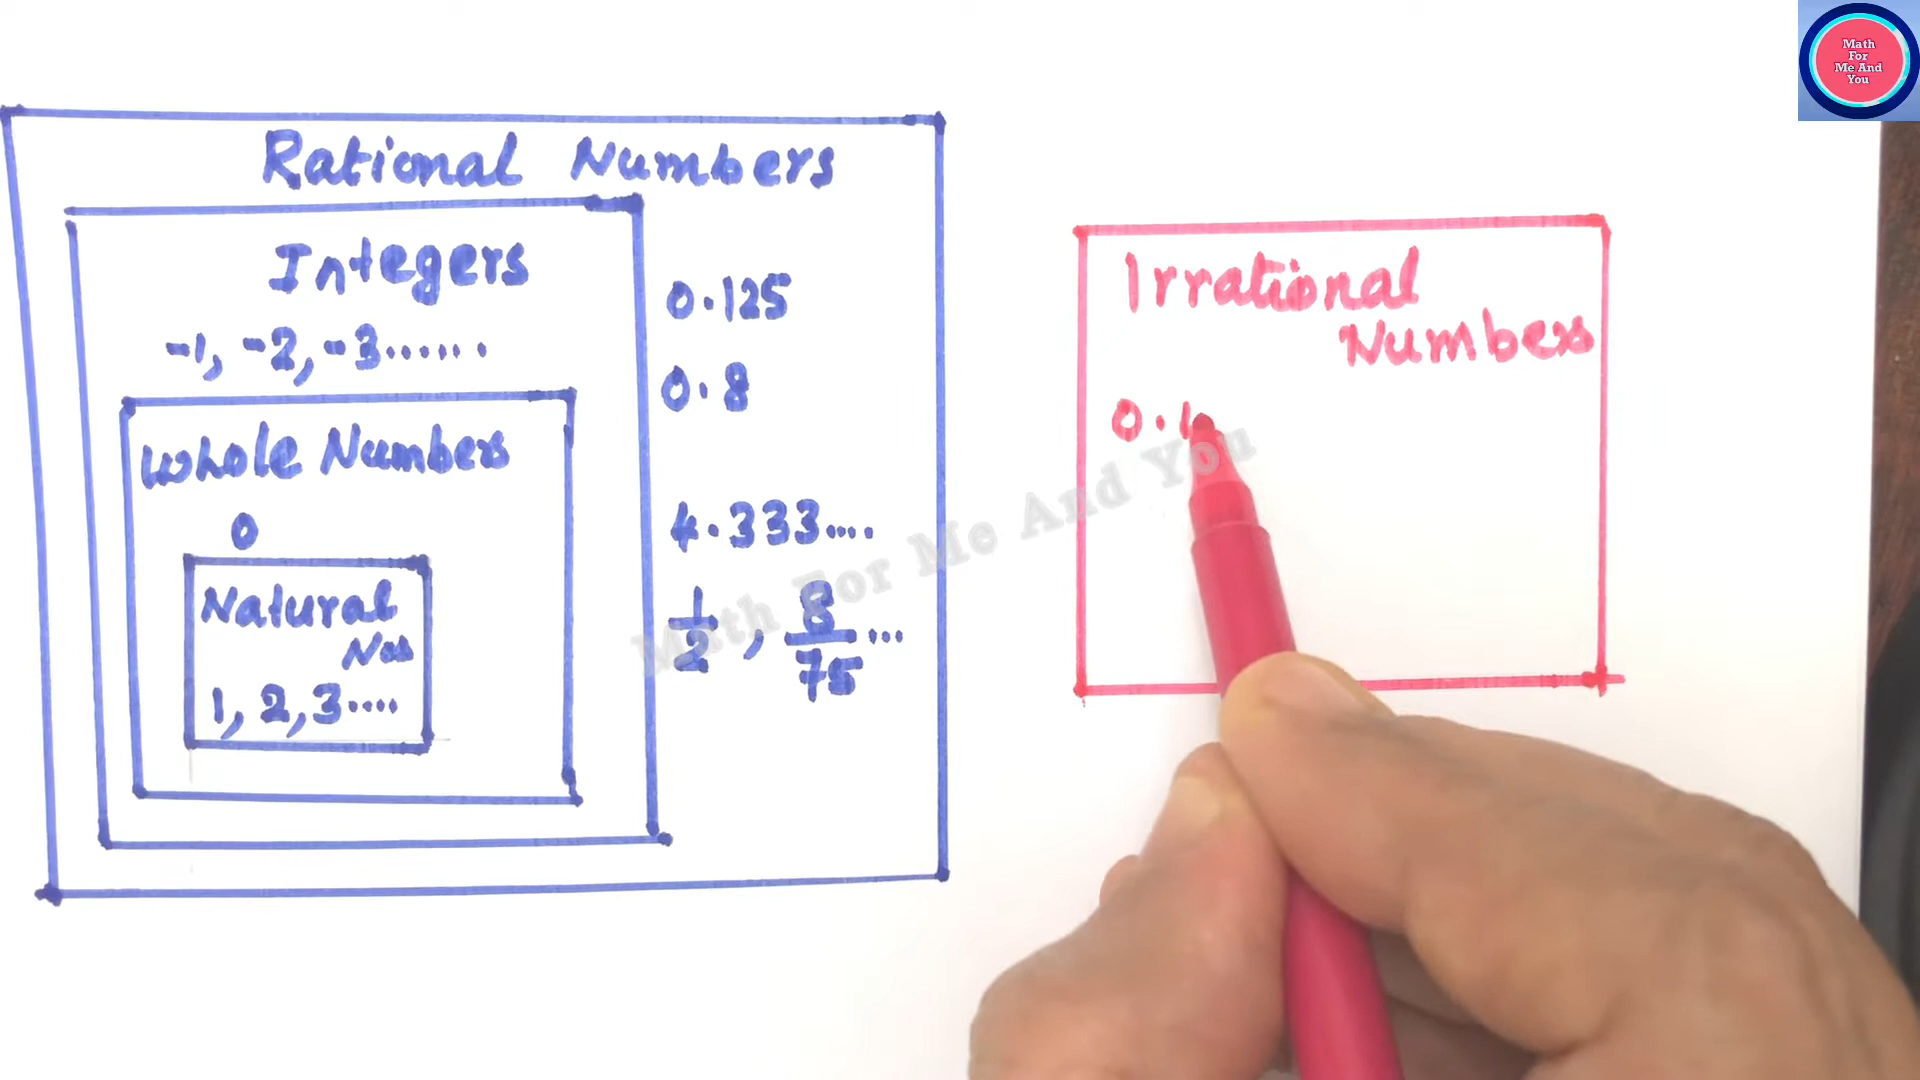 Math
For
Me And
You
Rational Numbers
Integers
-1, -2, -3......
Whole Numbers
0
Natural
Nos
1, 2, 3....
0.125
0.8
4.333....
1/2, 8/75...
Irrational
Numbers
0.1
Math For Me And You